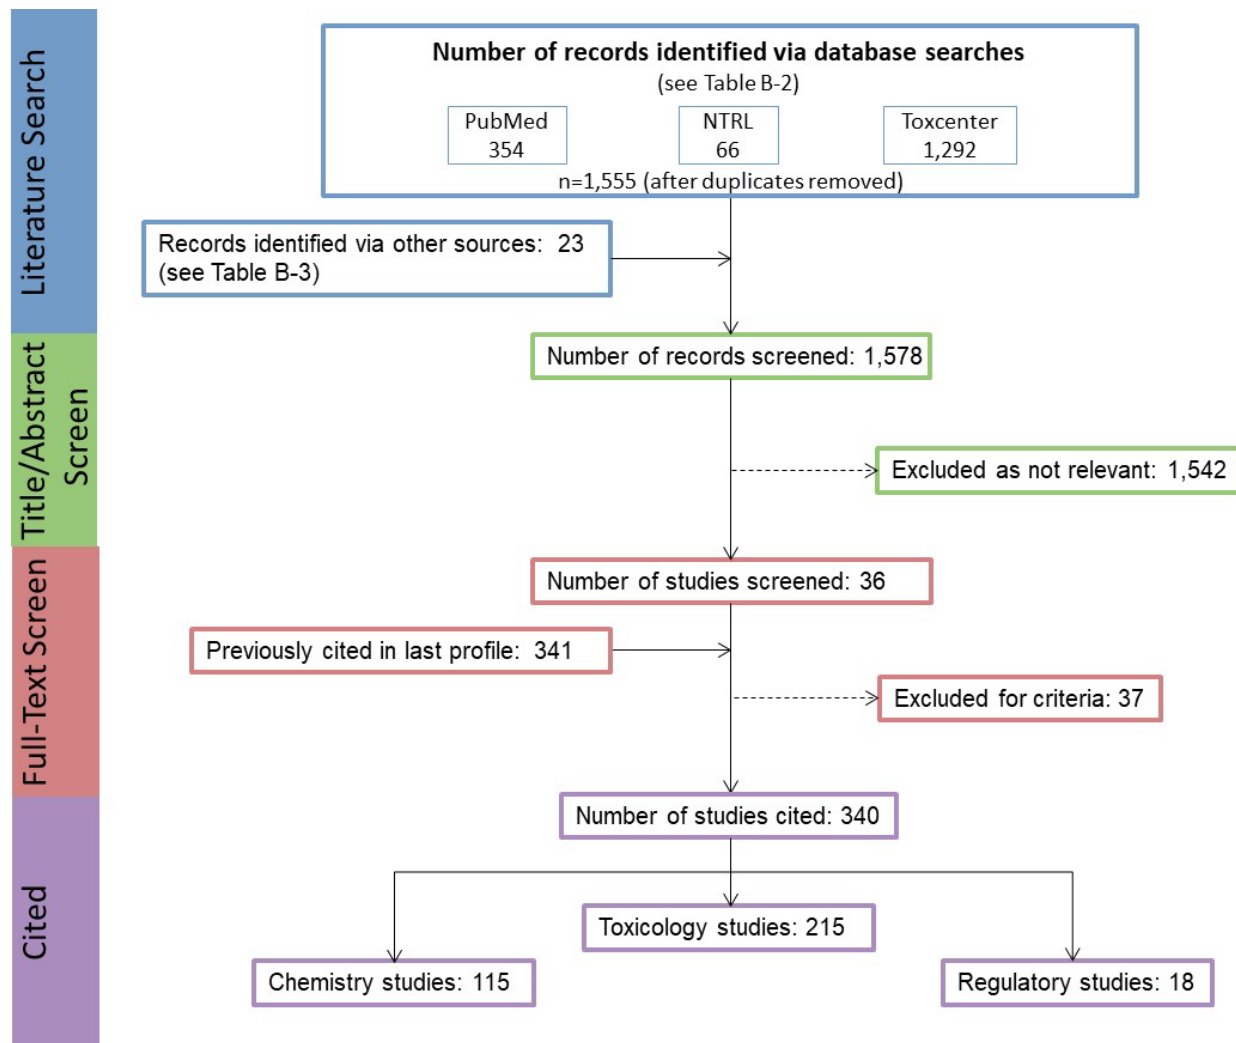 Literature Search
Number of records identified via database searches
(see Table B-2)
PubMed
354
NTRL
66
Toxcenter
1,292
n=1,555 (after duplicates removed)
Records identified via other sources: 23
(see Table B-3)
Title/Abstract
Screen
Number of records screened: 1,578
Excluded as not relevant: 1,542
Full-Text Screen
Number of studies screened: 36
Previously cited in last profile: 341
Excluded for criteria: 37
Cited
Number of studies cited: 340
Toxicology studies: 215
Chemistry studies: 115
Regulatory studies: 18